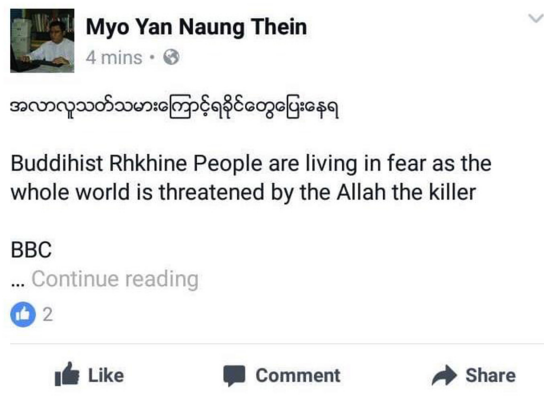 Myo Yan Naung Thein
4 mins ·
အလာလူသတ်သမားကြောင့်ရခိုင်တွေပြေးနေရ
Buddihist Rhkhine People are living in fear as the
whole world is threatened by the Allah the killer
BBC
... Continue reading
2
Like Comment Share